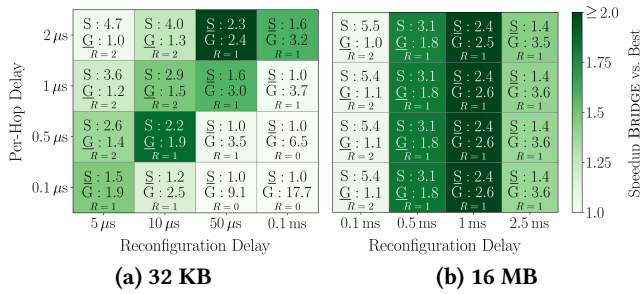 Per-Hop Delay
2 µs
S : 4.7
G : 1.0
R = 2
S : 4.0
G : 1.3
R = 2
S : 2.3
G : 2.4
R = 1
S : 1.6
G : 3.2
R = 1
1 µs
S : 3.6
G : 1.2
R = 2
S : 2.9
G : 1.5
R = 2
S : 1.6
G : 3.0
R = 1
S : 1.0
G : 3.7
R = 1
0.5 µs
S : 2.6
G : 1.4
R = 2
S : 2.2
G : 1.9
R = 1
S : 1.0
G : 3.5
R = 1
S : 1.0
G : 6.5
R = 0
0.1 µs
S : 1.5
G : 1.9
R = 1
S : 1.2
G : 2.5
R = 1
S : 1.0
G : 9.1
R = 0
S : 1.0
G : 17.7
R = 0
5 µs 10 µs 50 µs 0.1 ms
Reconfiguration Delay
(a) 32 KB
S : 5.5
G : 1.0
R = 2
S : 3.1
G : 1.8
R = 1
S : 2.4
G : 2.5
R = 1
S : 1.4
G : 3.5
R = 1
S : 5.4
G : 1.1
R = 2
S : 3.1
G : 1.8
R = 1
S : 2.4
G : 2.6
R = 1
S : 1.4
G : 3.6
R = 1
S : 5.4
G : 1.1
R = 2
S : 3.1
G : 1.8
R = 1
S : 2.4
G : 2.6
R = 1
S : 1.4
G : 3.6
R = 1
S : 5.4
G : 1.1
R = 2
S : 3.1
G : 1.8
R = 1
S : 2.4
G : 2.6
R = 1
S : 1.4
G : 3.6
R = 1
0.1 ms 0.5 ms 1 ms 2.5 ms
Reconfiguration Delay
(b) 16 MB
≥ 2.0
1.75
1.5
1.25
1.0
Speedup BRIDGE vs. Best